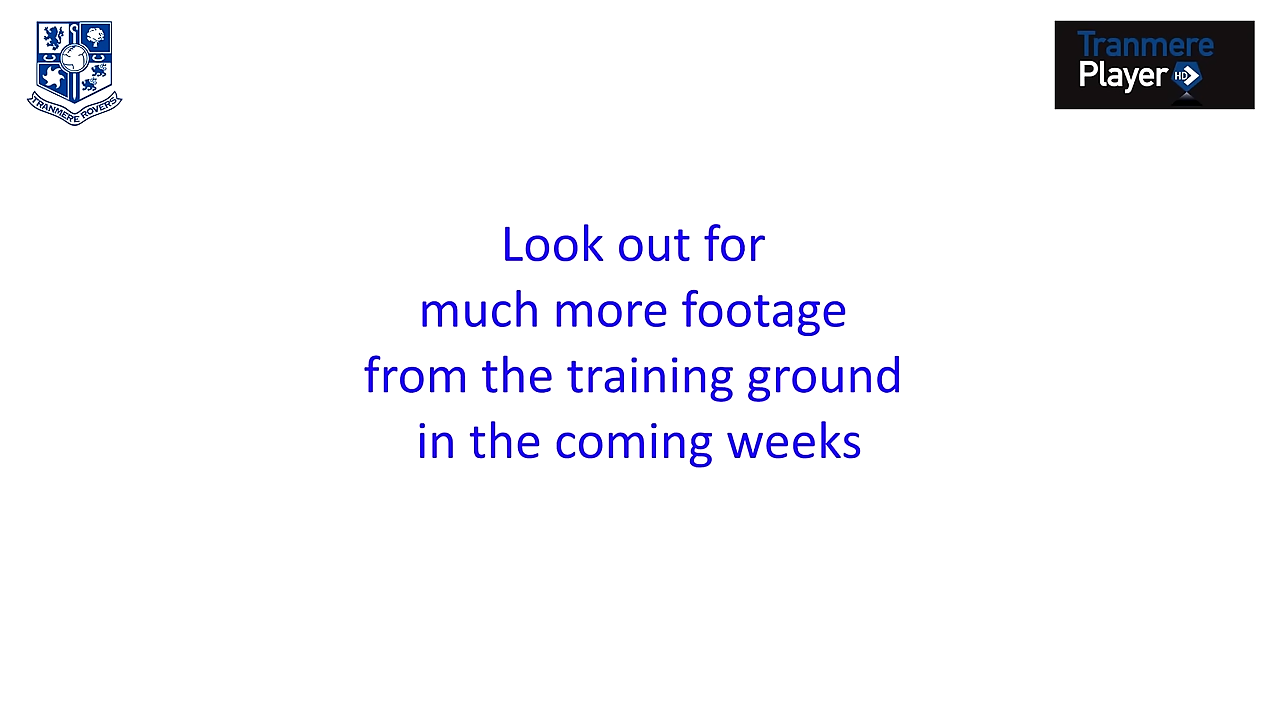 TRANMERE ROVERS
Tranmere
Player HD
Look out for
much more footage
from the training ground
in the coming weeks